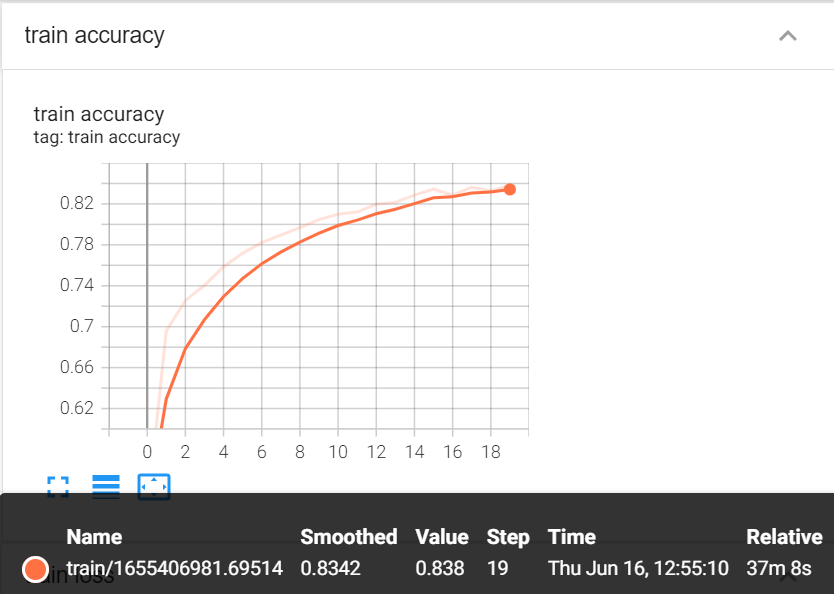 train accuracy
train accuracy
tag: train accuracy
0.82
0.78
0.74
0.7
0.66
0.62
0 2 4 6 8 10 12 14 16 18
Name Smoothed Value Step Time Relative
train/1655406981.69514 0.8342 0.838 19 Thu Jun 16, 12:55:10 37m 8s
train loss